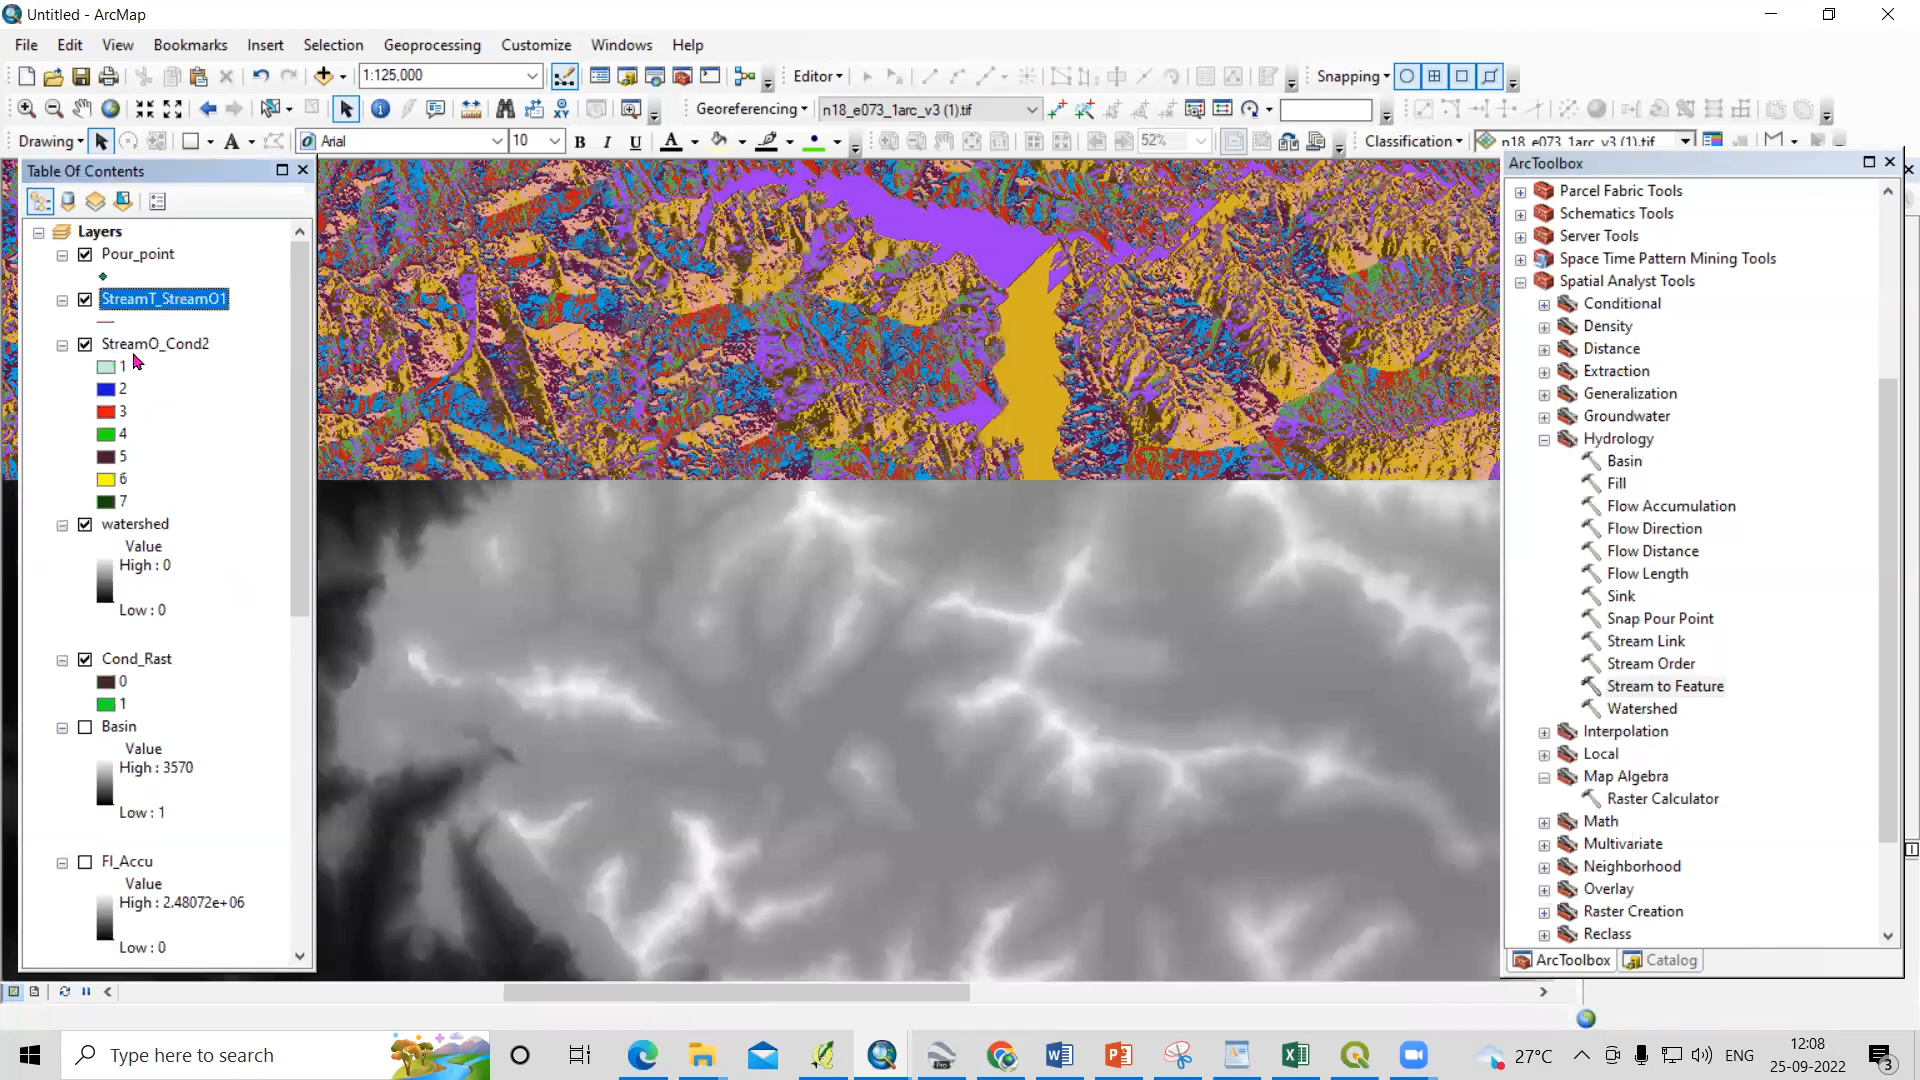 Untitled - ArcMap
File Edit View Bookmarks Insert Selection Geoprocessing Customize Windows Help
1:125,000 Editor Snapping
Georeferencing n18_e073_1arc_v3 (1).tif
Drawing A Arial 10 B I U A 52% Classification n18_e073_1arc_v3 (1).tif
Table Of Contents
Layers
Pour_point
StreamT_StreamO1
StreamO_Cond2
1
2
3
4
5
6
7
watershed
Value
High : 0
Low : 0
Cond_Rast
0
1
Basin
Value
High : 3570
Low : 1
Fl_Accu
Value
High : 2.48072e+06
Low : 0
ArcToolbox
Parcel Fabric Tools
Schematics Tools
Server Tools
Space Time Pattern Mining Tools
Spatial Analyst Tools
Conditional
Density
Distance
Extraction
Generalization
Groundwater
Hydrology
Basin
Fill
Flow Accumulation
Flow Direction
Flow Distance
Flow Length
Sink
Snap Pour Point
Stream Link
Stream Order
Stream to Feature
Watershed
Interpolation
Local
Map Algebra
Raster Calculator
Math
Multivariate
Neighborhood
Overlay
Raster Creation
Reclass
ArcToolbox Catalog
Type here to search
27°C ENG
12:08
25-09-2022
3